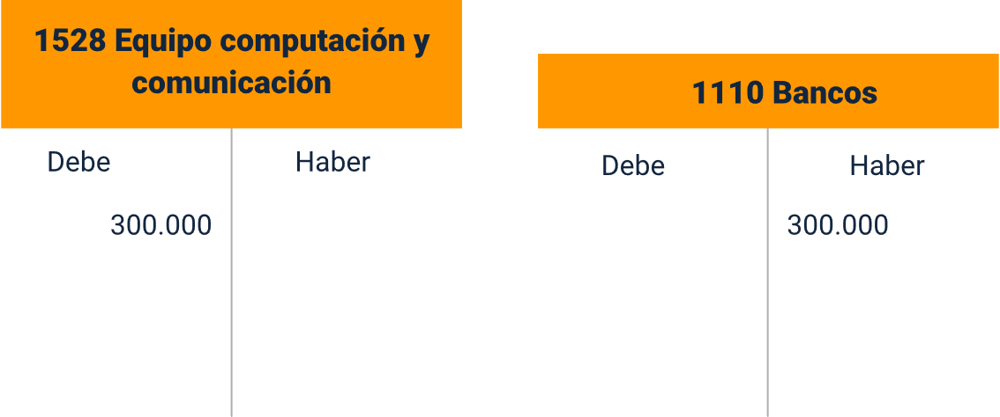 1528 Equipo computación y
comunicación
Debe
Haber
300.000
1110 Bancos
Debe
Haber
300.000